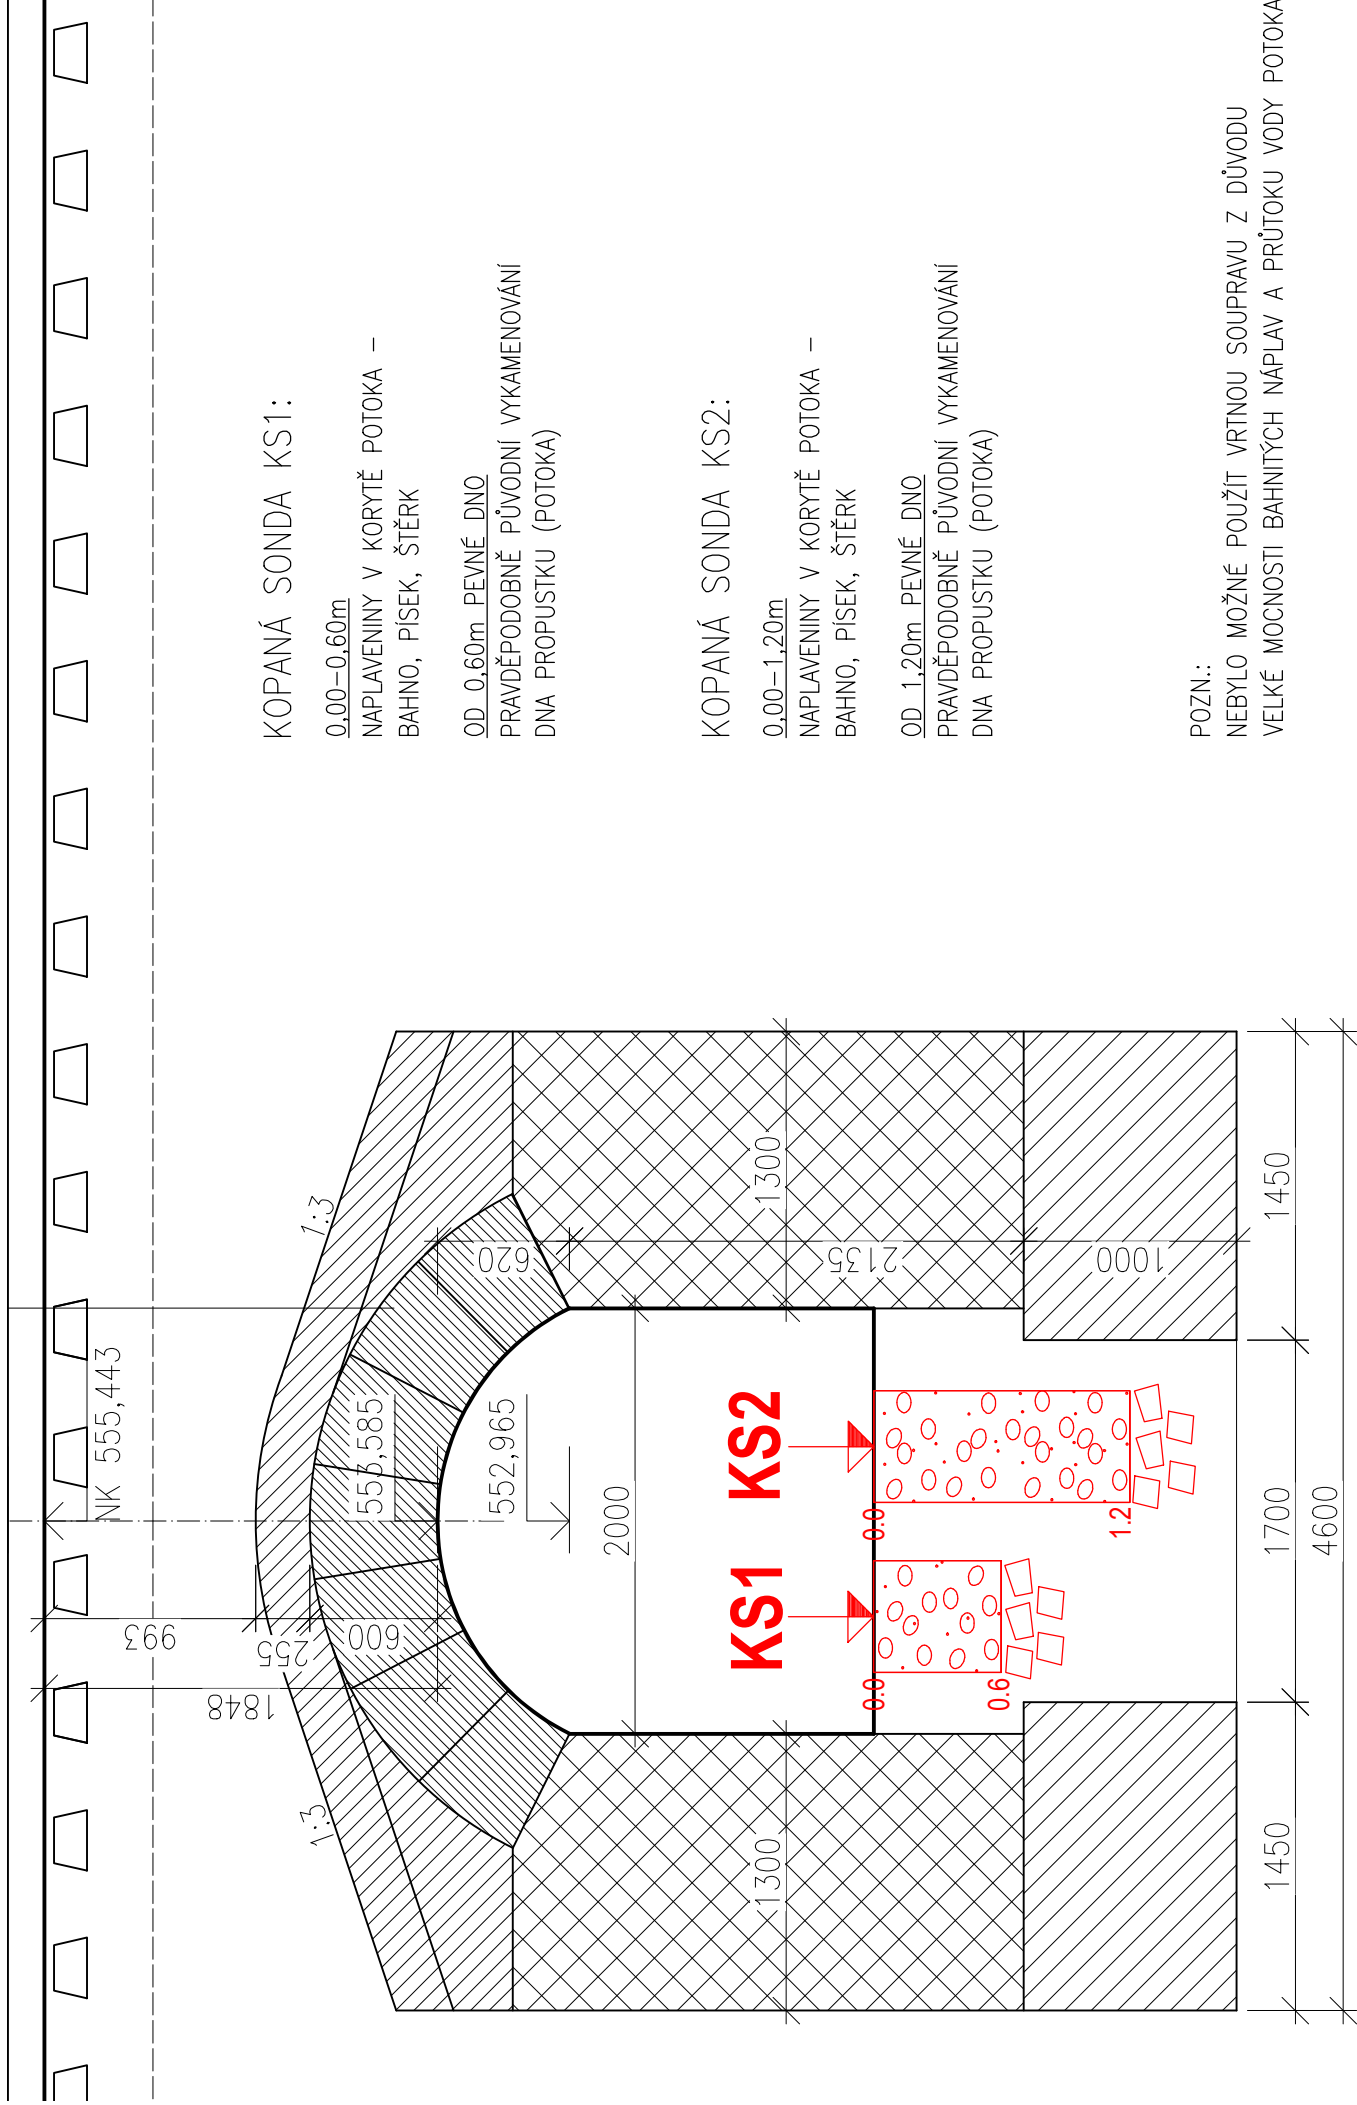 KOPANÁ SONDA KS1:
0,00–0,60m
NAPLAVENINY V KORYTĚ POTOKA –
BAHNO, PÍSEK, ŠTĚRK
OD 0,60m PEVNÉ DNO
PRAVDĚPODOBNĚ PŮVODNÍ VYKAMENOVÁNÍ
DNA PROPUSTKU (POTOKA)
KOPANÁ SONDA KS2:
0,00–1,20m
NAPLAVENINY V KORYTĚ POTOKA –
BAHNO, PÍSEK, ŠTĚRK
OD 1,20m PEVNÉ DNO
PRAVDĚPODOBNĚ PŮVODNÍ VYKAMENOVÁNÍ
DNA PROPUSTKU (POTOKA)
POZN.:
NEBYLO MOŽNÉ POUŽÍT VRTNOU SOUPRAVU Z DŮVODU
VELKÉ MOCNOSTI BAHNITÝCH NÁPLAV A PRŮTOKU VODY POTOKA
NK 555,443
993
255
600
1848
1:3
1:3
553,585
552,965
620
2135
1000
2000
1300
1300
KS1
KS2
0.0
0.6
0.0
1.2
1450
1700
1450
4600